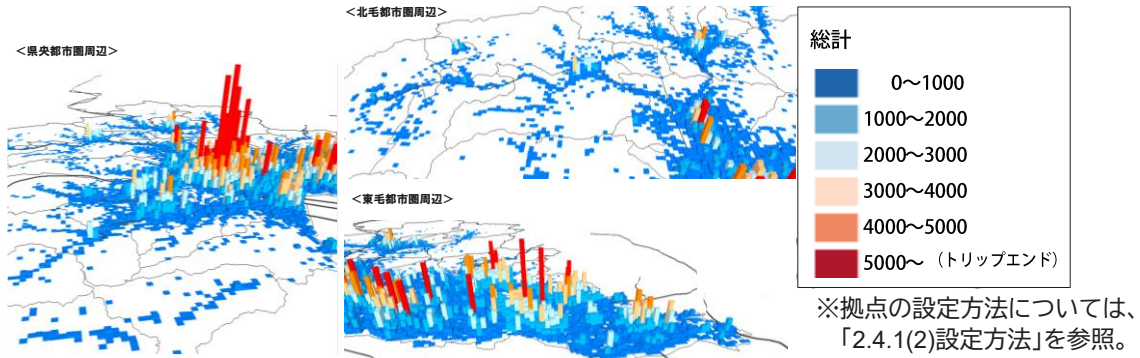 ＜県央都市圏周辺＞
＜北毛都市圏周辺＞
＜東毛都市圏周辺＞
総計
0～1000
1000～2000
2000～3000
3000～4000
4000～5000
5000～（トリップエンド）
※拠点の設定方法については、
「2.4.1(2)設定方法」を参照。